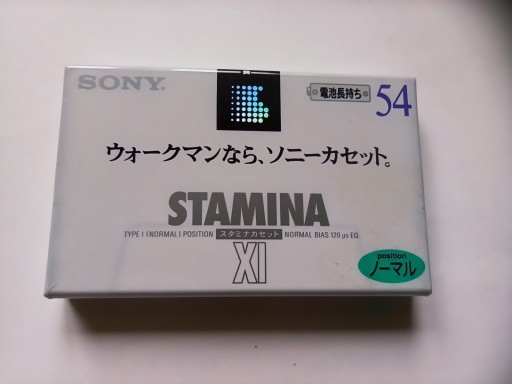 SONY.
電池長持ち 54
ウォークマンなら、ソニーカセット。
STAMINA
TYPE I (NORMAL) POSITION スタミナカセット NORMAL BIAS 120 μs EQ
XI
position
ノーマル